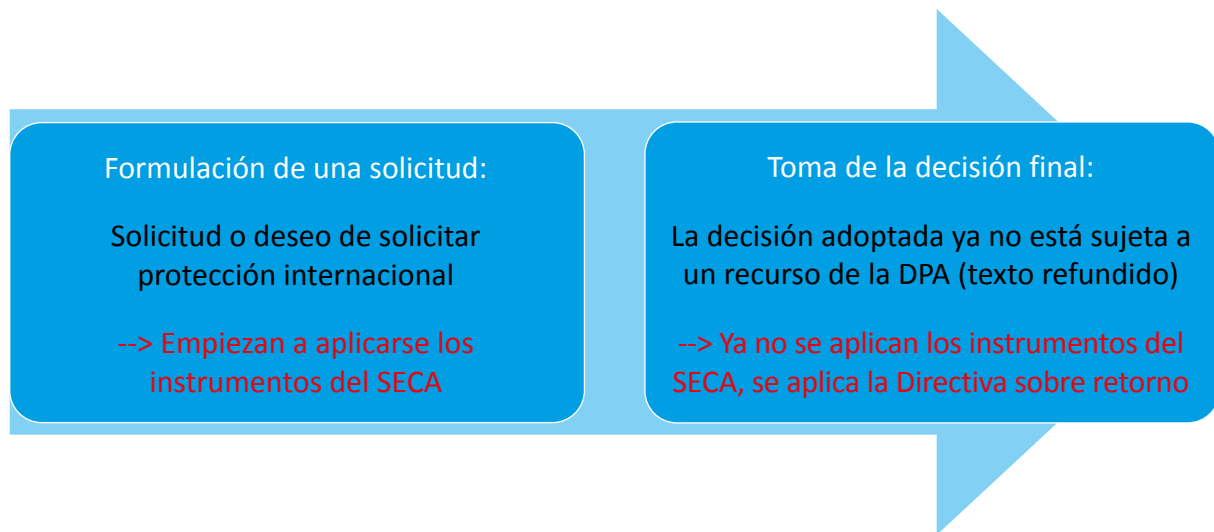 Formulación de una solicitud:
Solicitud o deseo de solicitar
protección internacional
--> Empiezan a aplicarse los
instrumentos del SECA
Toma de la decisión final:
La decisión adoptada ya no está sujeta a
un recurso de la DPA (texto refundido)
--> Ya no se aplican los instrumentos del
SECA, se aplica la Directiva sobre retorno